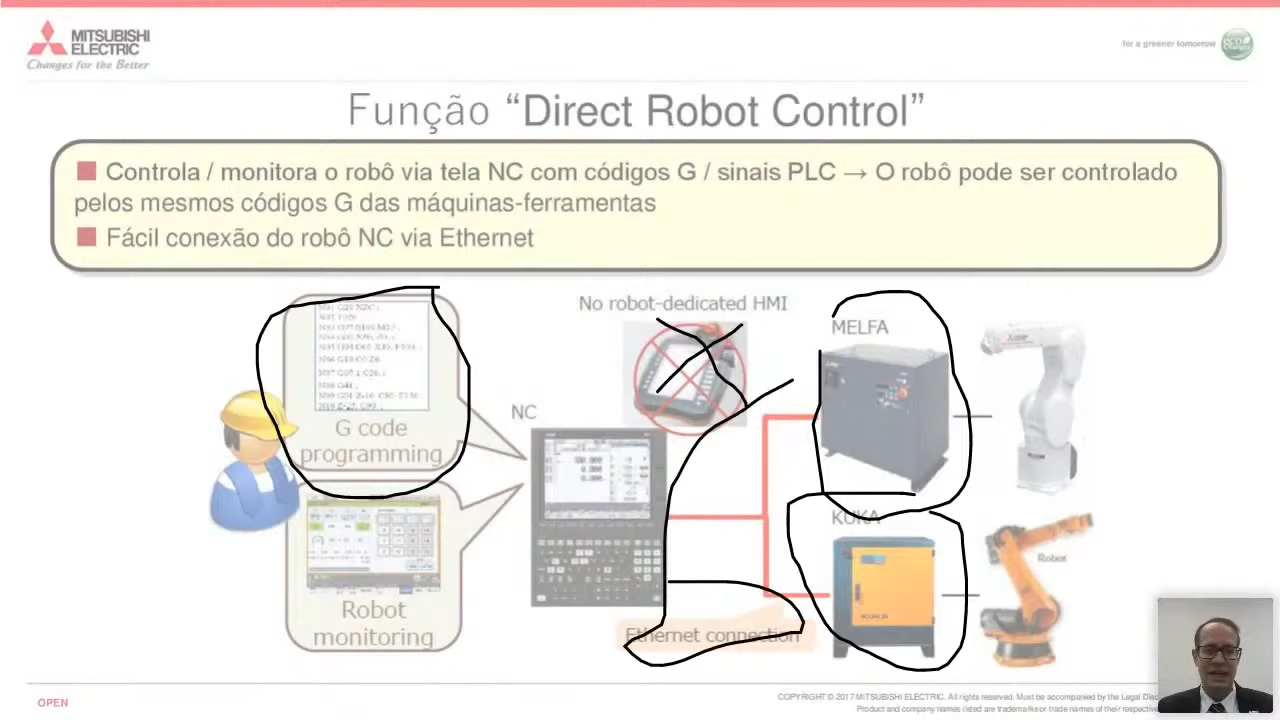 MITSUBISHI
ELECTRIC
Changes for the Better
for a greener tomorrow
eco
Changes
Função “Direct Robot Control”
Controla / monitora o robô via tela NC com códigos G / sinais PLC → O robô pode ser controlado
pelos mesmos códigos G das máquinas-ferramentas
Fácil conexão do robô NC via Ethernet
No robot-dedicated HMI
MELFA
NC
G code
programming
KUKA
Robot
KUKA
Robot
monitoring
Ethernet connection
OPEN
COPYRIGHT © 2017 MITSUBISHI ELECTRIC. All rights reserved. Must be accompanied by the Legal
Product and company names listed are trademarks or trade names of their